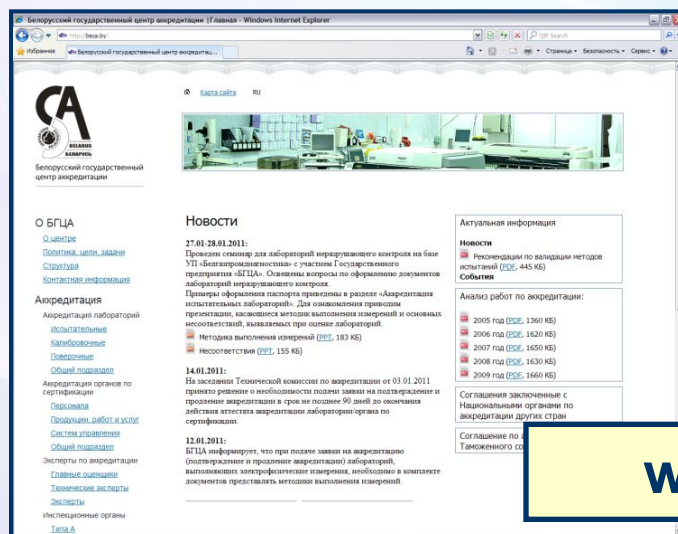 Белорусский государственный центр аккредитации | Главная - Windows Internet Explorer
http://bsca.by/
QIP Search
Избранное
Белорусский государственный центр аккредитац...
Страница
Безопасность
Сервис
Карта сайта
RU
CA
BELARUS
БЕЛАРУСЬ
Белорусский государственный
центр аккредитации
О БГЦА
О центре
Политика, цели, задачи
Структура
Контактная информация
Аккредитация
Аккредитация лабораторий
Испытательные
Калибровочные
Поверочные
Общий подраздел
Аккредитация органов по
сертификации
Персонала
Продукции, работ и услуг
Систем управления
Общий подраздел
Эксперты по аккредитации
Главные оценщики
Технические эксперты
Эксперты
Инспекционные органы
Типа А
Новости
27.01-28.01.2011:
Проведен семинар для лабораторий неразрушающего контроля на базе
УП «Белгазпромдиагностика» с участием Государственного
предприятия «БГЦА». Освещены вопросы по оформлению документов
лабораторий неразрушающего контроля.
Примеры оформления паспорта приведены в разделе «Аккредитация
испытательных лабораторий». Для ознакомления приводим
презентации, касающиеся методик выполнения измерений и основных
несоответствий, выявляемых при оценке лабораторий.
Методика выполнения измерений (PPT, 183 КБ)
Несоответствия (PPT, 155 КБ)
14.01.2011:
На заседании Технической комиссии по аккредитации от 03.01.2011
принято решение о необходимости подачи заявки на подтверждение и
продление аккредитации в срок не позднее 90 дней до окончания
действия аттестата аккредитации лаборатории/органа по
сертификации.
12.01.2011:
БГЦА информирует, что при подаче заявки на аккредитацию
(подтверждение и продление аккредитации) лабораторий,
выполняющих электрофизические измерения, необходимо в комплекте
документов представлять методики выполнения измерений.
Актуальная информация
Новости
Рекомендации по валидации методов
испытаний (PDF, 445 КБ)
События
Анализ работ по аккредитации:
2005 год (PDF, 1360 КБ)
2006 год (PDF, 1620 КБ)
2007 год (PDF, 1650 КБ)
2008 год (PDF, 1630 КБ)
2009 год (PDF, 1660 КБ)
Соглашения заключенные с
Национальными органами по
аккредитации других стран
Соглашение по
Таможенного
w